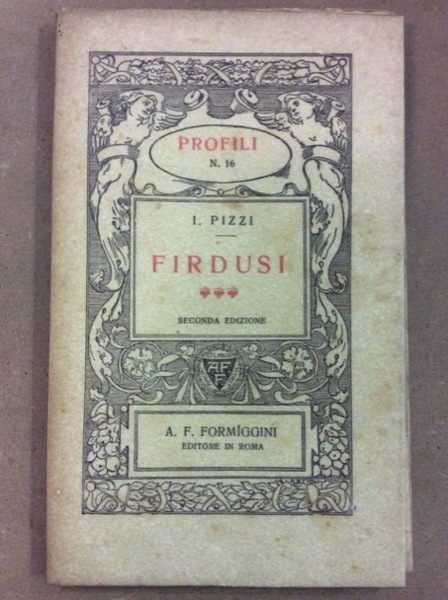 PROFILI
N. 16
I. PIZZI
FIRDUSI
SECONDA EDIZIONE
A F F
A. F. FORMÌGGINI
EDITORE IN ROMA